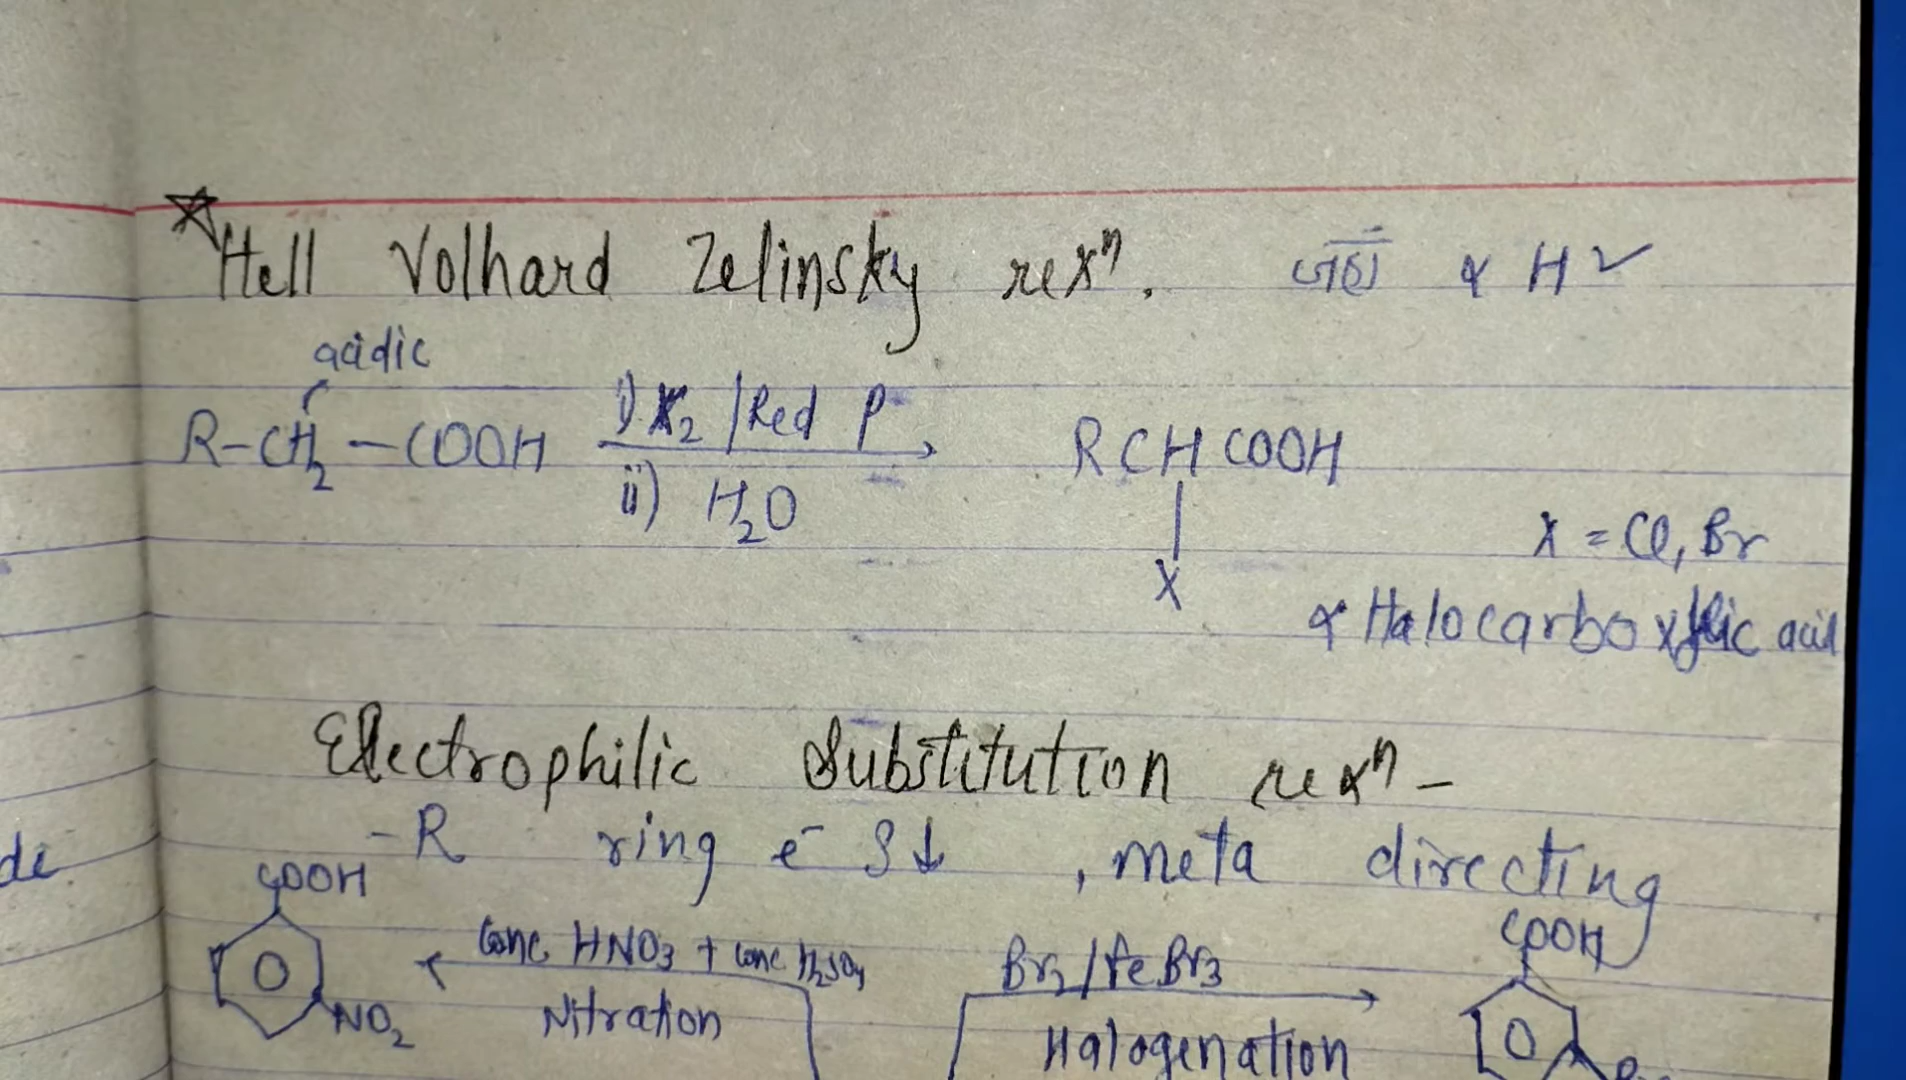 Hell Volhard Zelinsky rexⁿ. जहां α H ✓
acidic
R-CH₂-COOH i) X₂ /Red P → RCHCOOH
ii) H₂O
X
X = Cl, Br
α Halocarboxylic acid
Electrophilic Substitution rexⁿ -
-R ring e⁻ δ↓ , meta directing
de
COOH COOH
Conc HNO₃ + conc H₂SO₄ Br₂/FeBr₃
NO₂ Nitration Halogenation